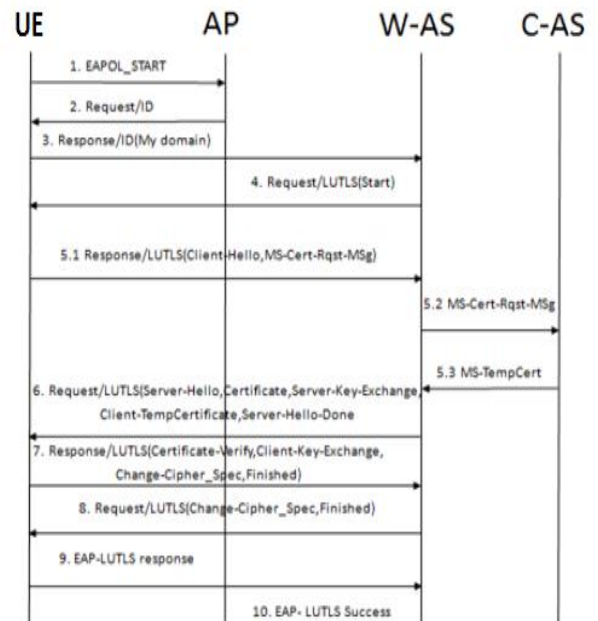 UE AP W-AS C-AS
1. EAPOL_START
2. Request/ID
3. Response/ID(My domain)
4. Request/LUTLS(Start)
5.1 Response/LUTLS(Client-Hello,MS-Cert-Rqst-MSg)
5.2 MS-Cert-Rqst-MSg
5.3 MS-TempCert
6. Request/LUTLS(Server-Hello,Certificate,Server-Key-Exchange,
Client-TempCertificate,Server-Hello-Done
7. Response/LUTLS(Certificate-Verify,Client-Key-Exchange,
Change-Cipher_Spec,Finished)
8. Request/LUTLS(Change-Cipher_Spec,Finished)
9. EAP-LUTLS response
10. EAP- LUTLS Success